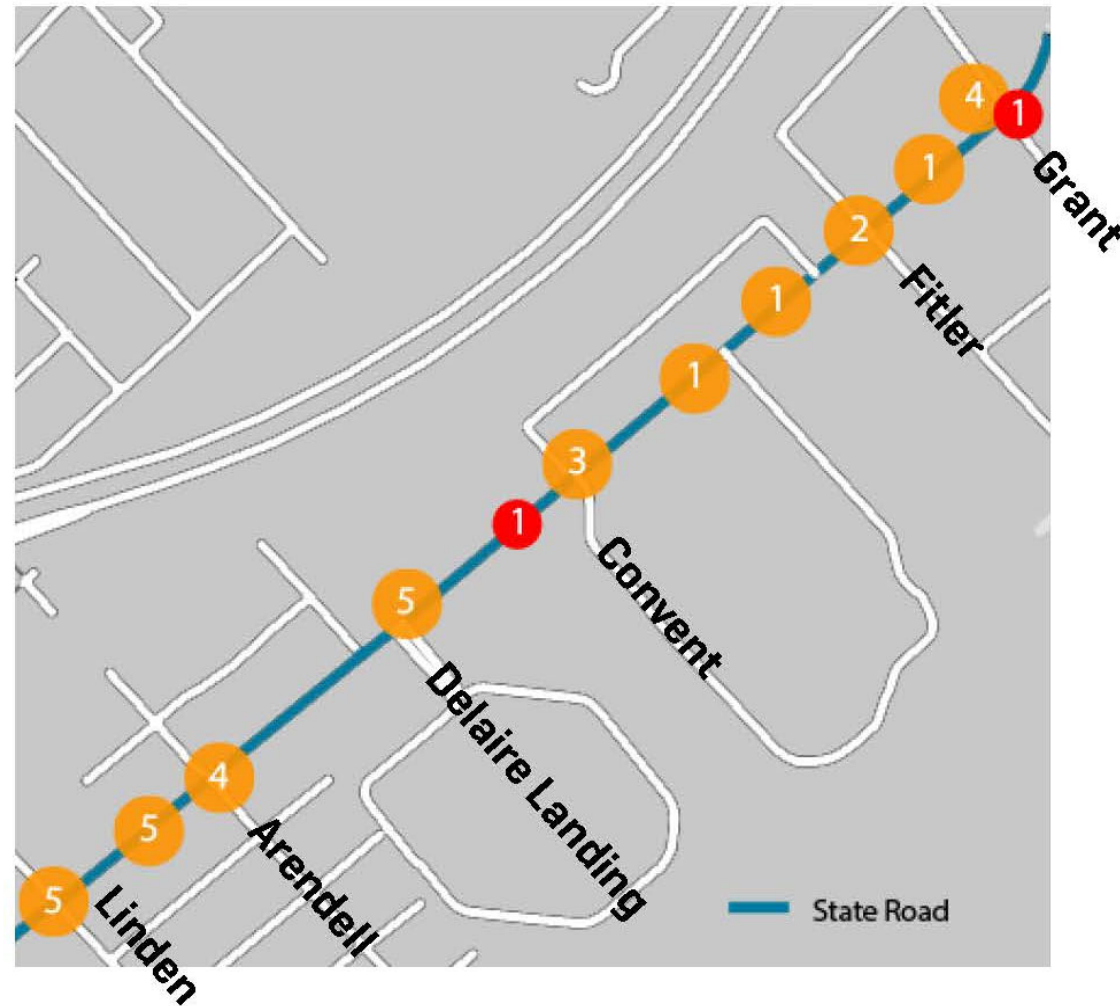 4
1
1
Grant
2
Fitler
1
1
3
1
Convent
5
Delaire Landing
4
Arendell
5
5
Linden
State Road